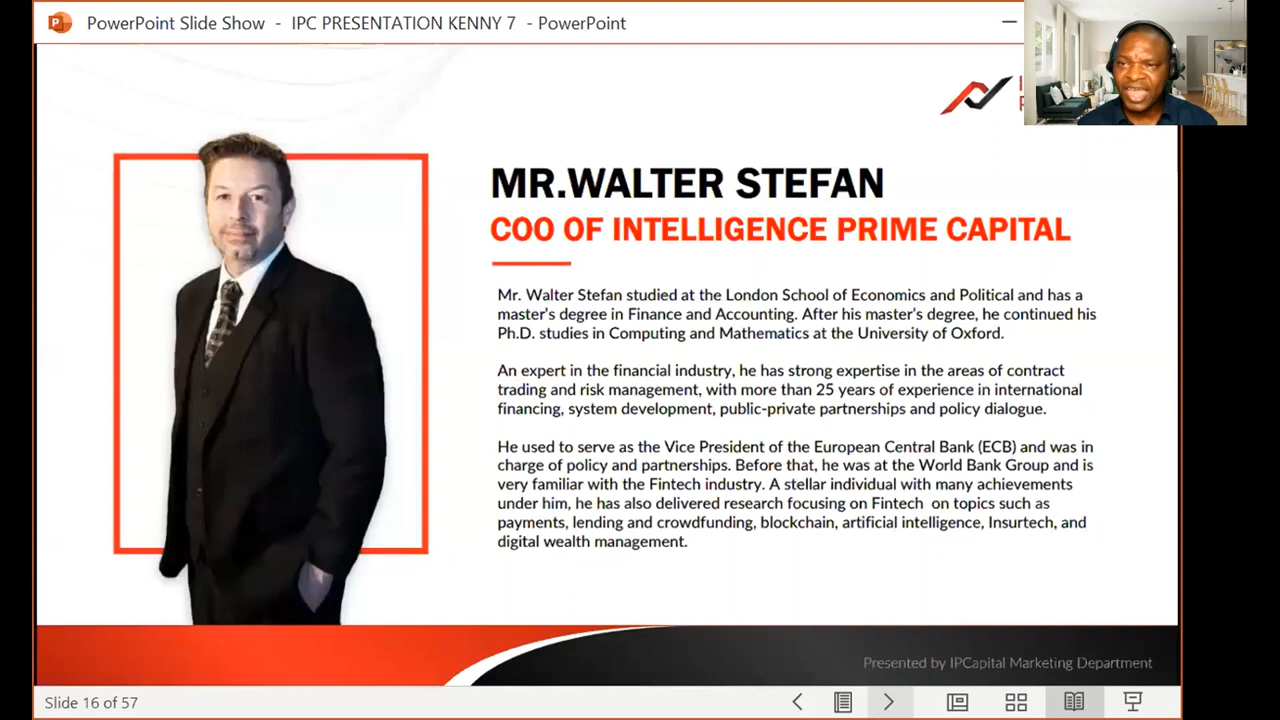 PowerPoint Slide Show - IPC PRESENTATION KENNY 7 - PowerPoint
MR.WALTER STEFAN
COO OF INTELLIGENCE PRIME CAPITAL
Mr. Walter Stefan studied at the London School of Economics and Political and has a
master's degree in Finance and Accounting. After his master's degree, he continued his
Ph.D. studies in Computing and Mathematics at the University of Oxford.
An expert in the financial industry, he has strong expertise in the areas of contract
trading and risk management, with more than 25 years of experience in international
financing, system development, public-private partnerships and policy dialogue.
He used to serve as the Vice President of the European Central Bank (ECB) and was in
charge of policy and partnerships. Before that, he was at the World Bank Group and is
very familiar with the Fintech industry. A stellar individual with many achievements
under him, he has also delivered research focusing on Fintech on topics such as
payments, lending and crowdfunding, blockchain, artificial intelligence, Insurtech, and
digital wealth management.
Presented by IPCapital Marketing Department
Slide 16 of 57